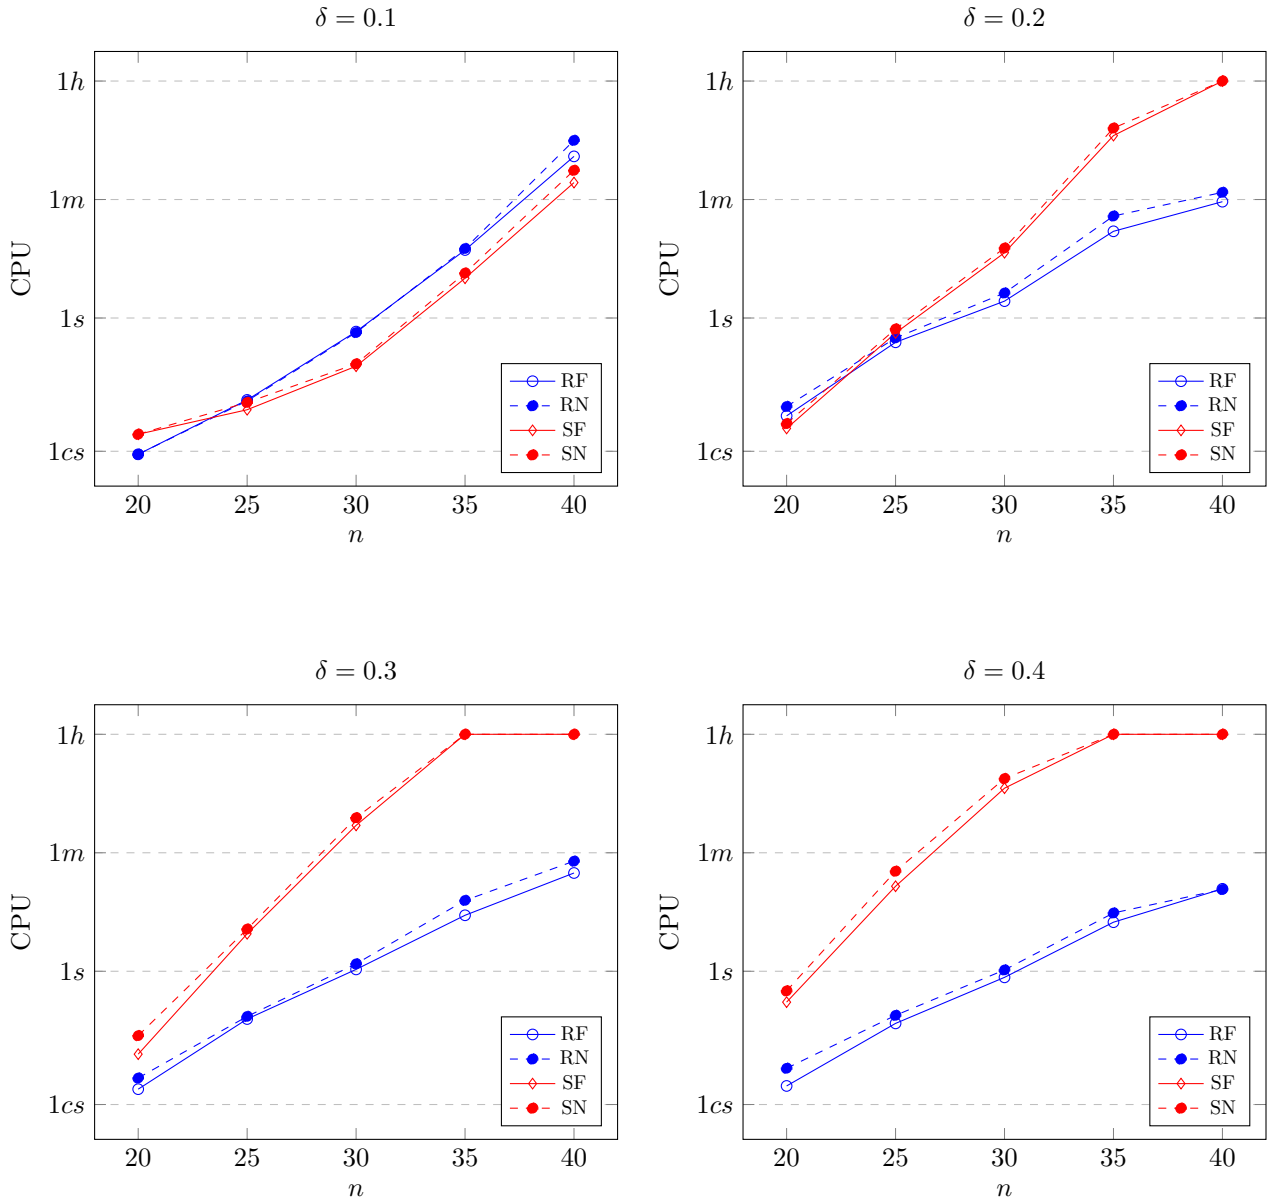 δ = 0.1
1h
1m
1s
1cs
CPU
20 25 30 35 40
n
RF
RN
SF
SN
δ = 0.2
1h
1m
1s
1cs
CPU
20 25 30 35 40
n
RF
RN
SF
SN
δ = 0.3
1h
1m
1s
1cs
CPU
20 25 30 35 40
n
RF
RN
SF
SN
δ = 0.4
1h
1m
1s
1cs
CPU
20 25 30 35 40
n
RF
RN
SF
SN